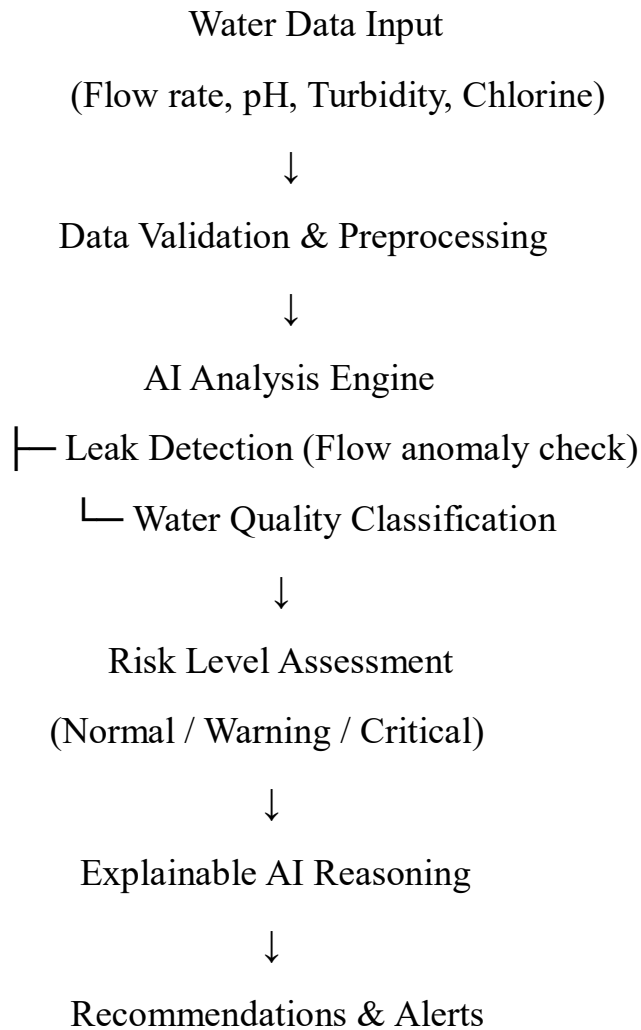 Water Data Input
(Flow rate, pH, Turbidity, Chlorine)
↓
Data Validation & Preprocessing
↓
AI Analysis Engine
├─ Leak Detection (Flow anomaly check)
└─ Water Quality Classification
↓
Risk Level Assessment
(Normal / Warning / Critical)
↓
Explainable AI Reasoning
↓
Recommendations & Alerts